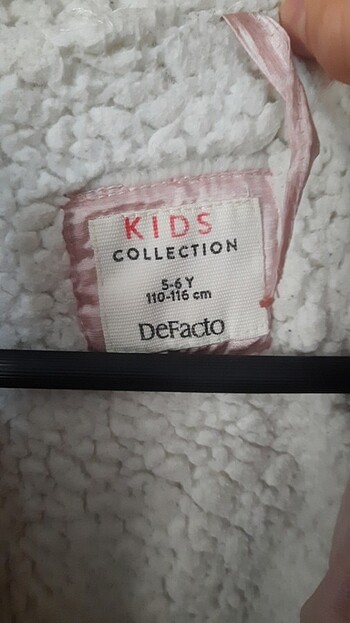 KIDS
COLLECTION
5-6 Y
110-116 cm
DeFacto